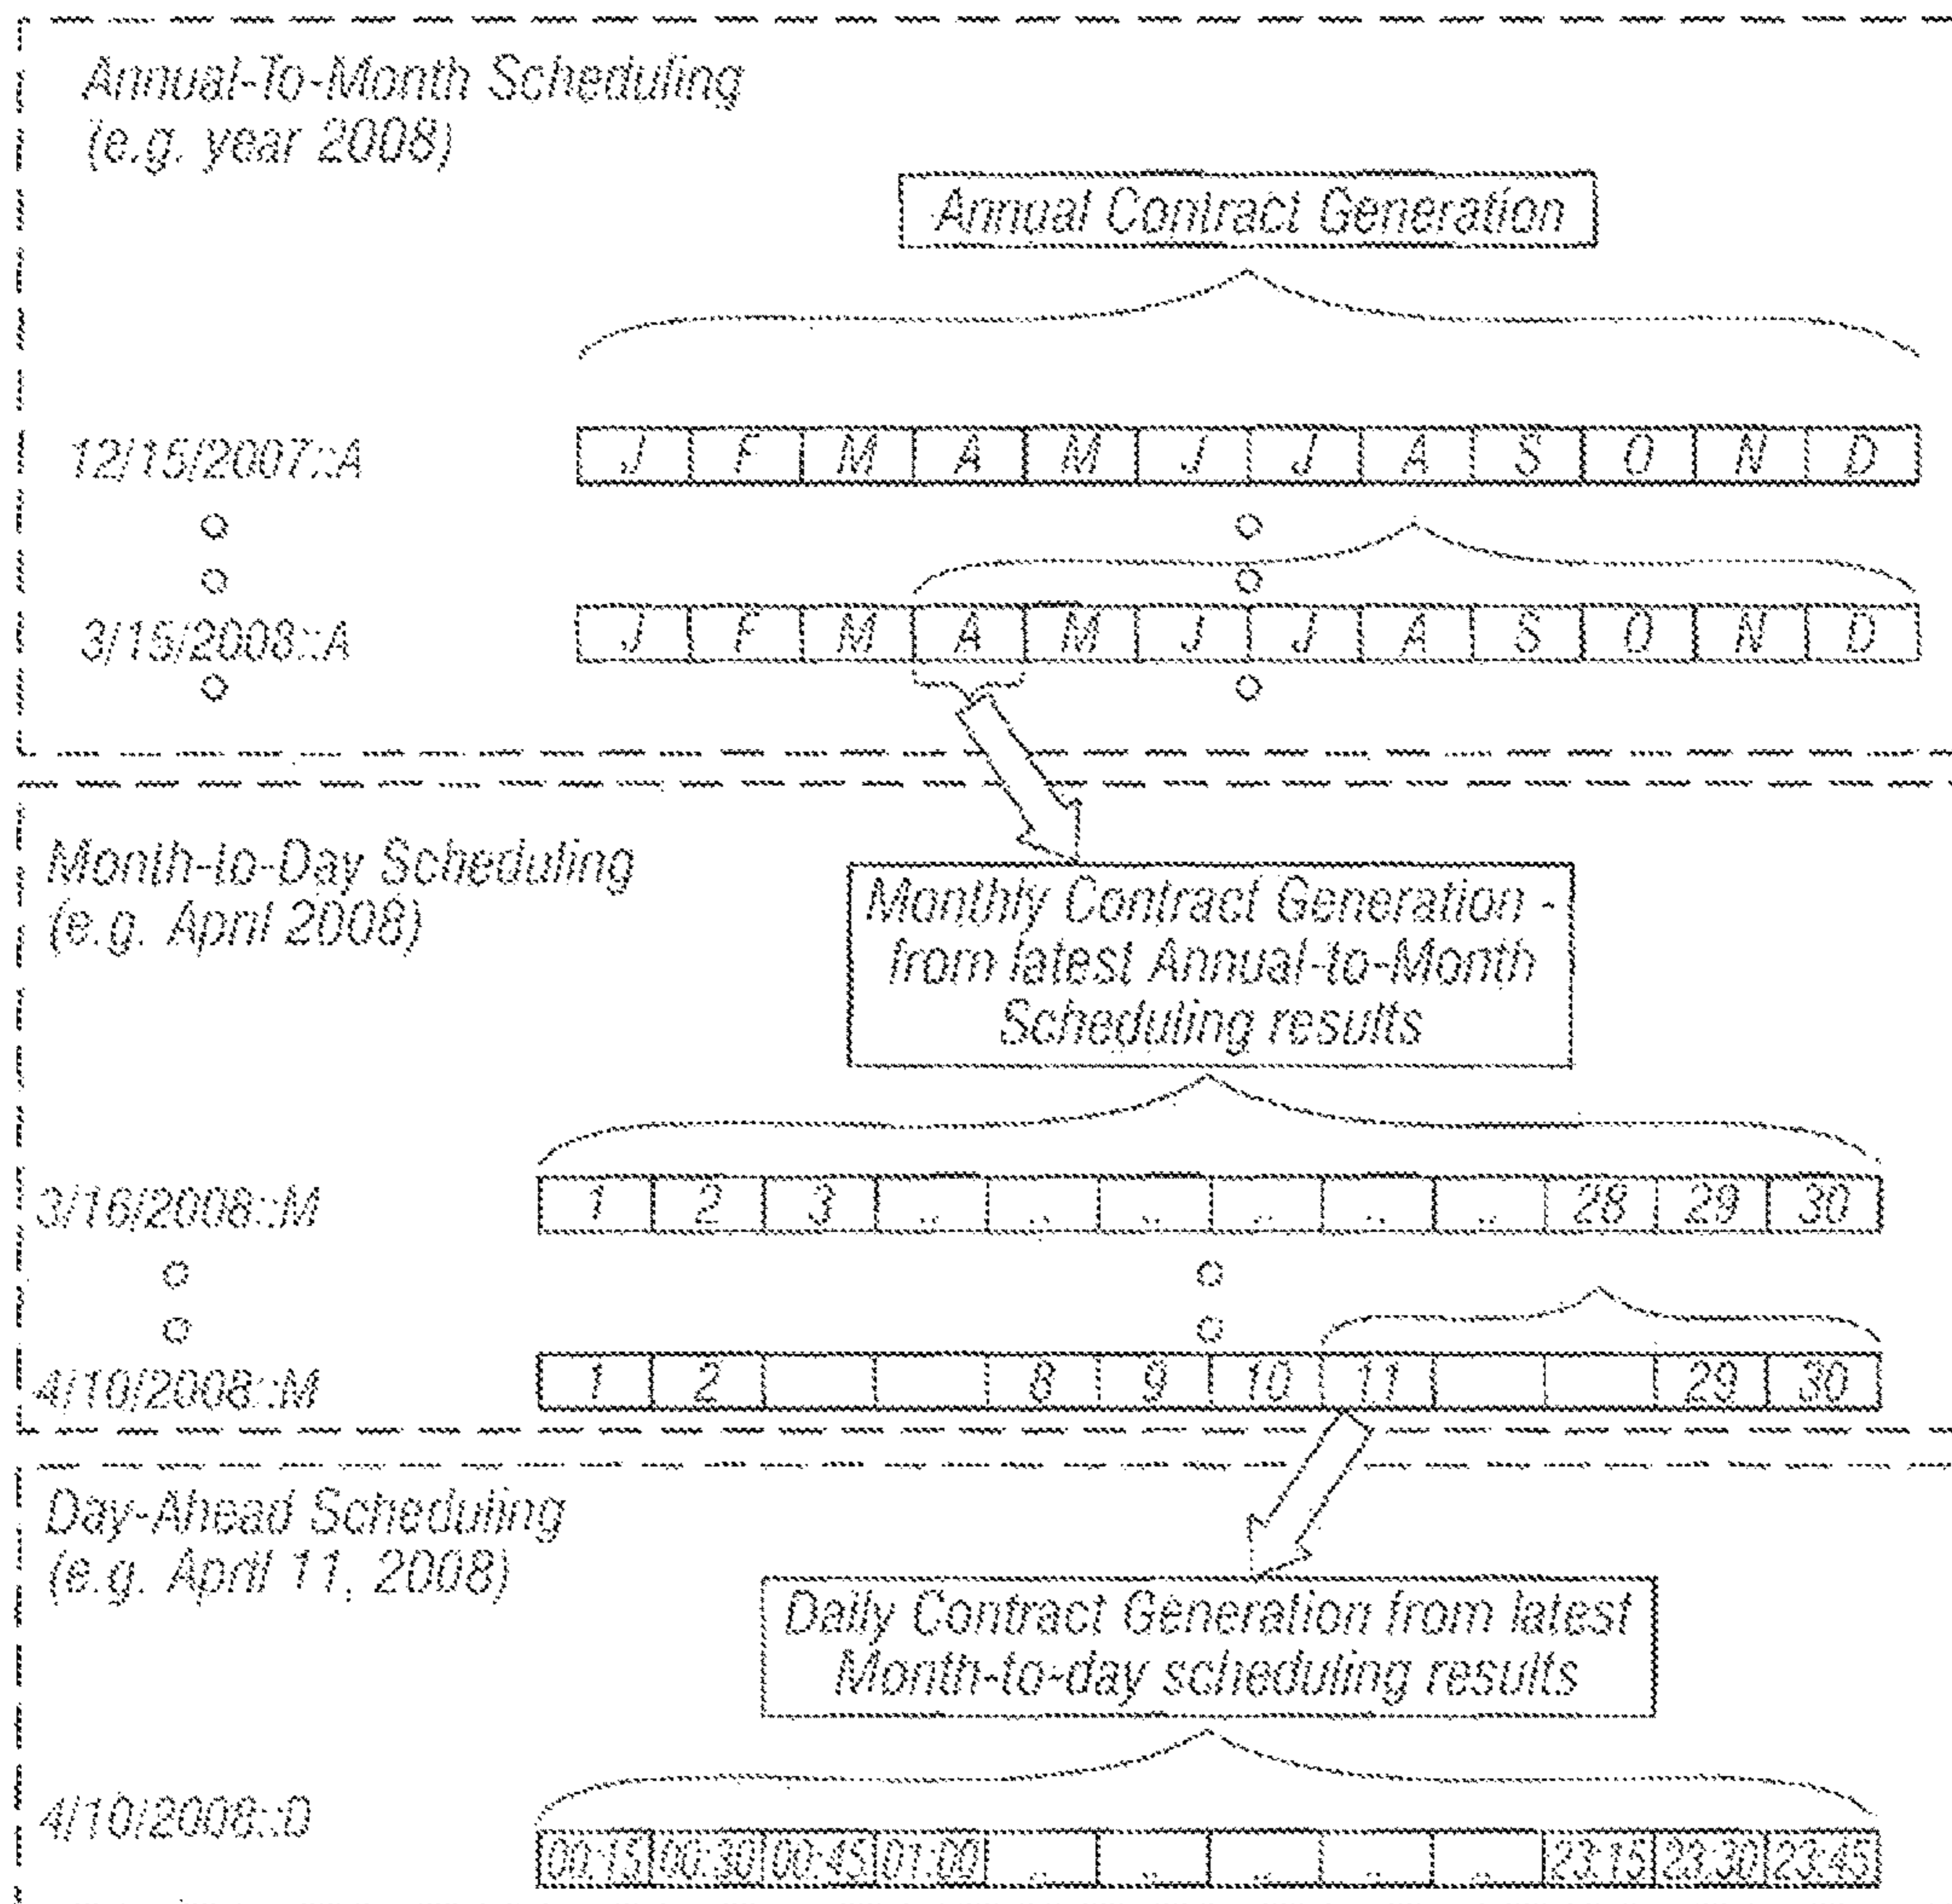 Annual-To-Month Scheduling
(e.g. year 2008)
Annual Contract Generation
12/15/2007::A
J F M A M J J A S O N D
3/15/2008::A
J F M A M J J A S O N D
Month-to-Day Scheduling
(e.g. April 2008)
Monthly Contract Generation -
from latest Annual-to-Month
Scheduling results
3/16/2008::M
1 2 3 .. .. .. .. .. .. 28 29 30
4/10/2008::M
1 2 8 9 10 11 29 30
Day-Ahead Scheduling
(e.g. April 11, 2008)
Daily Contract Generation from latest
Month-to-day scheduling results
4/10/2008::D
00:15 00:30 00:45 01:00 .. .. .. .. .. 23:15 23:30 23:45